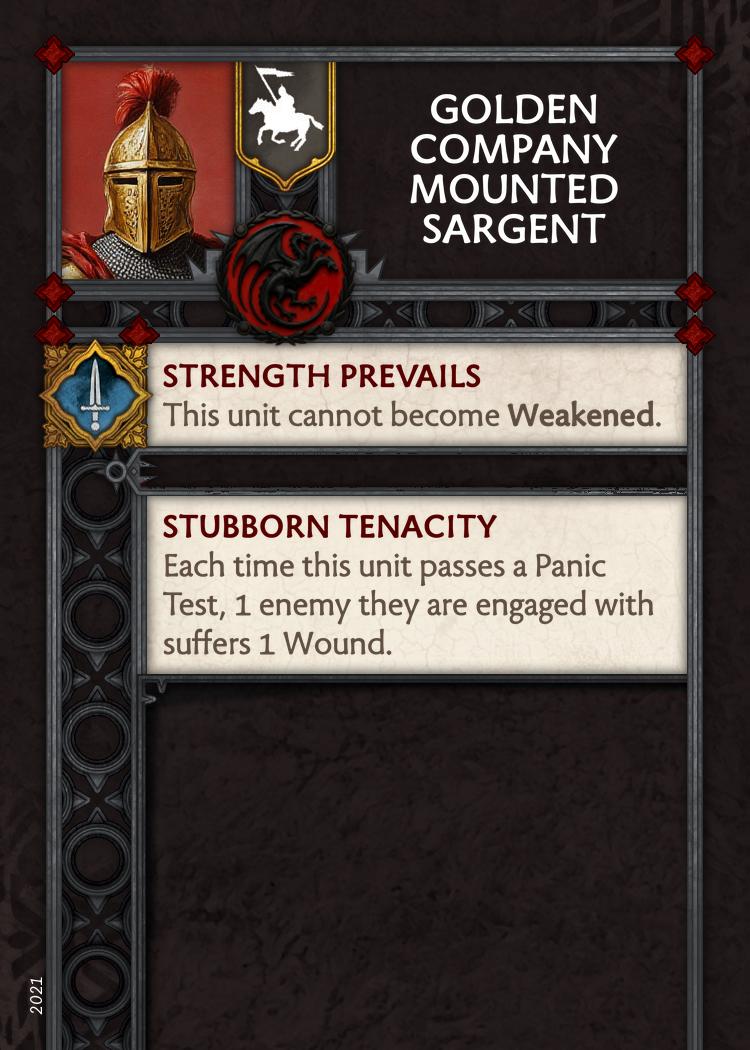 GOLDEN
COMPANY
MOUNTED
SARGENT
STRENGTH PREVAILS
This unit cannot become Weakened.
STUBBORN TENACITY
Each time this unit passes a Panic
Test, 1 enemy they are engaged with
suffers 1 Wound.
2021